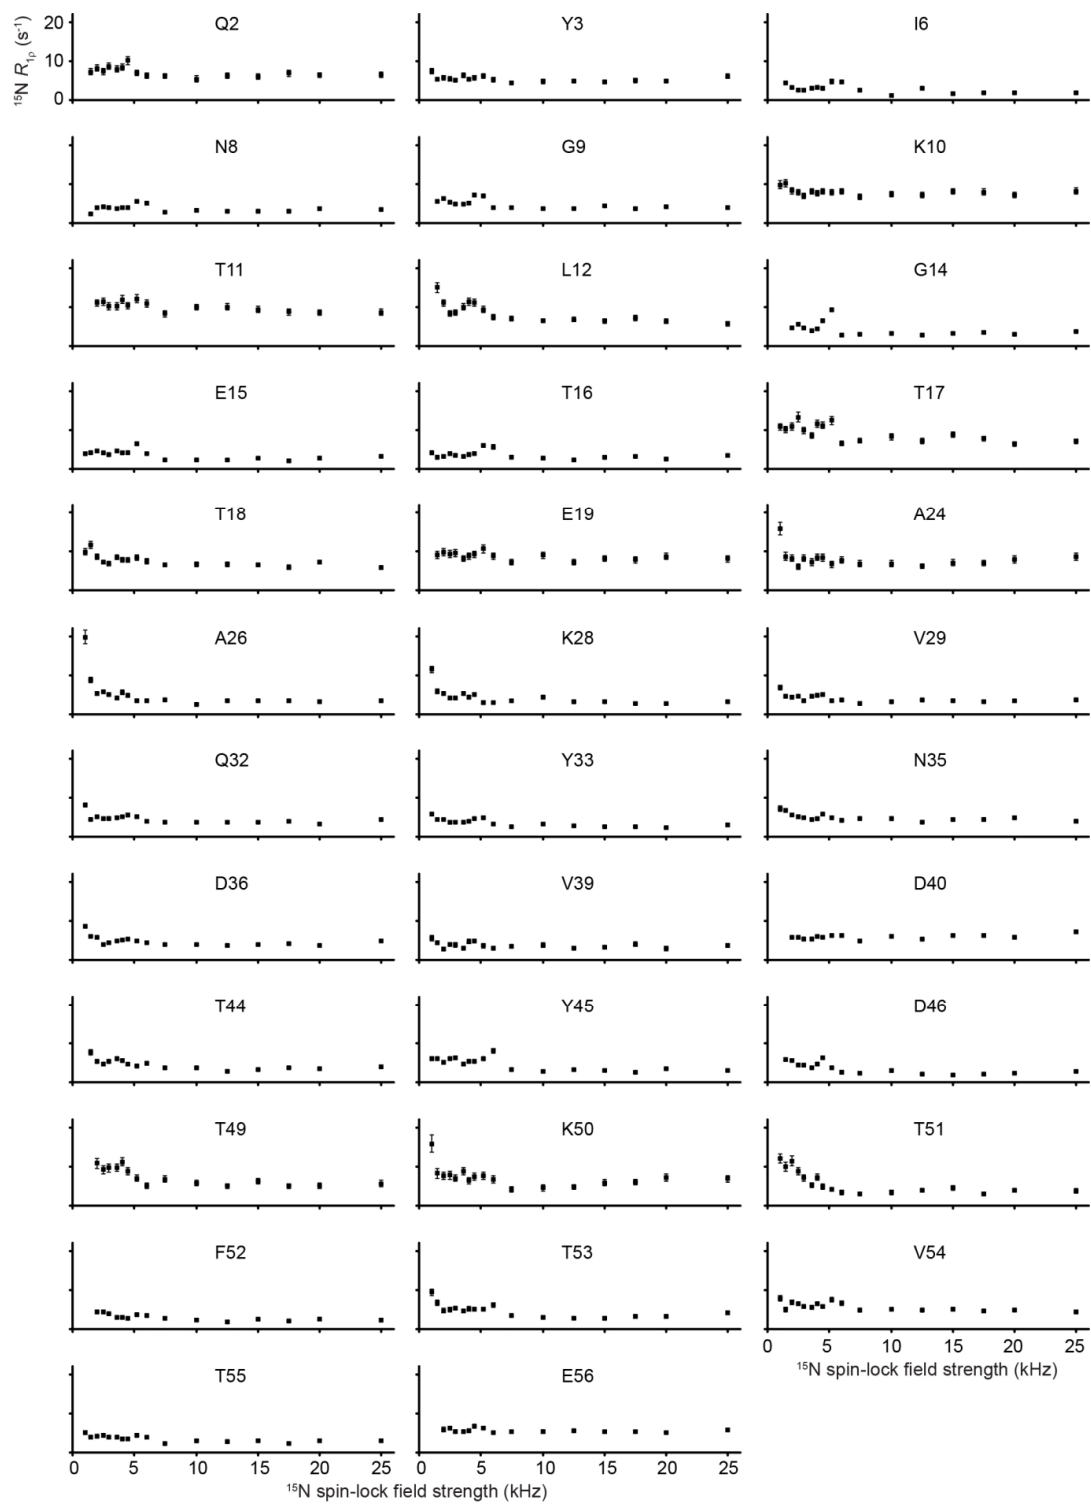 20
10
0
¹⁵N R₁ρ (s⁻¹)
Q2 Y3 I6
N8 G9 K10
T11 L12 G14
E15 T16 T17
T18 E19 A24
A26 K28 V29
Q32 Y33 N35
D36 V39 D40
T44 Y45 D46
T49 K50 T51
F52 T53 V54
0 5 10 15 20 25
¹⁵N spin-lock field strength (kHz)
T55 E56
0 5 10 15 20 25 0 5 10 15 20 25
¹⁵N spin-lock field strength (kHz)